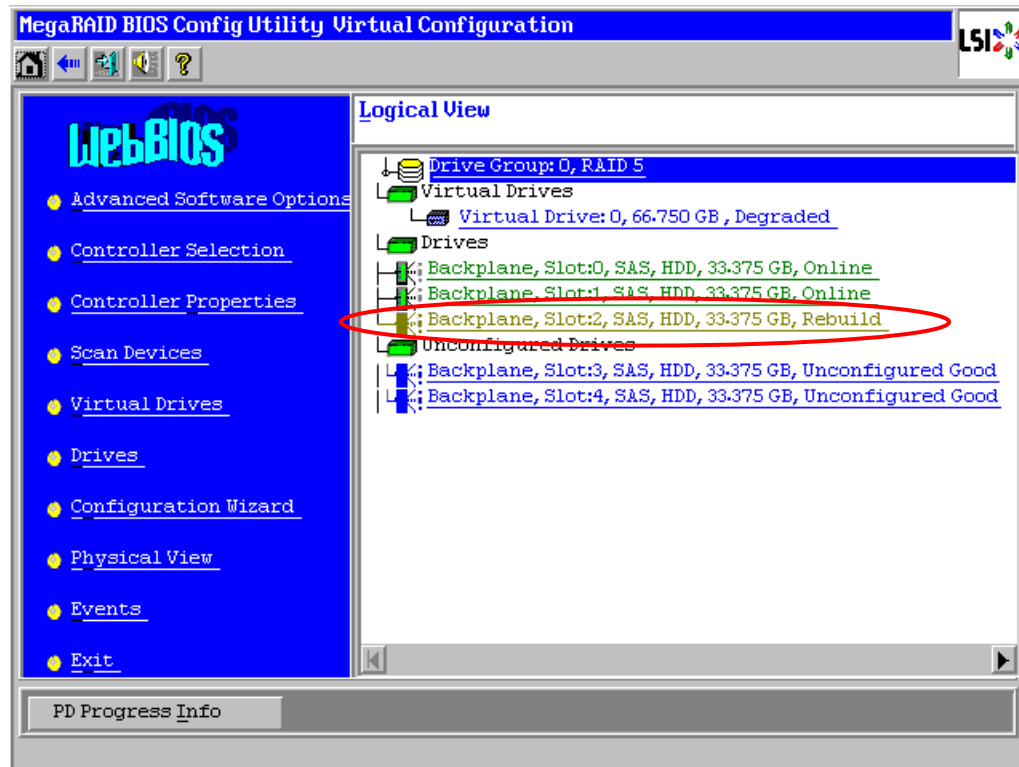 MegaRAID BIOS Config Utility Virtual Configuration
LSI
WebBIOS
Advanced Software Options
Controller Selection
Controller Properties
Scan Devices
Virtual Drives
Drives
Configuration Wizard
Physical View
Events
Exit
Logical View
Drive Group: 0, RAID 5
Virtual Drives
Virtual Drive: 0, 66.750 GB , Degraded
Drives
Backplane, Slot:0, SAS, HDD, 33.375 GB, Online
Backplane, Slot:1, SAS, HDD, 33.375 GB, Online
Backplane, Slot:2, SAS, HDD, 33.375 GB, Rebuild
Unconfigured Drives
Backplane, Slot:3, SAS, HDD, 33.375 GB, Unconfigured Good
Backplane, Slot:4, SAS, HDD, 33.375 GB, Unconfigured Good
PD Progress Info